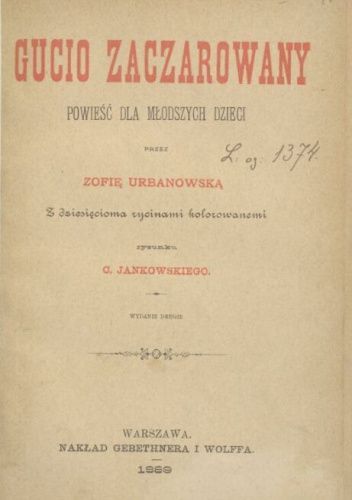 GUCIO ZACZAROWANY
POWIEŚĆ DLA MŁODSZYCH DZIECI
PRZEZ
L. og. 1374.
ZOFIĘ URBANOWSKĄ
Z dziesięcioma rycinami kolorowanemi
rysunku
C. JANKOWSKIEGO.
WYDANIE DRUGIE
WARSZAWA.
NAKŁAD GEBETHNERA I WOLFFA.
1889